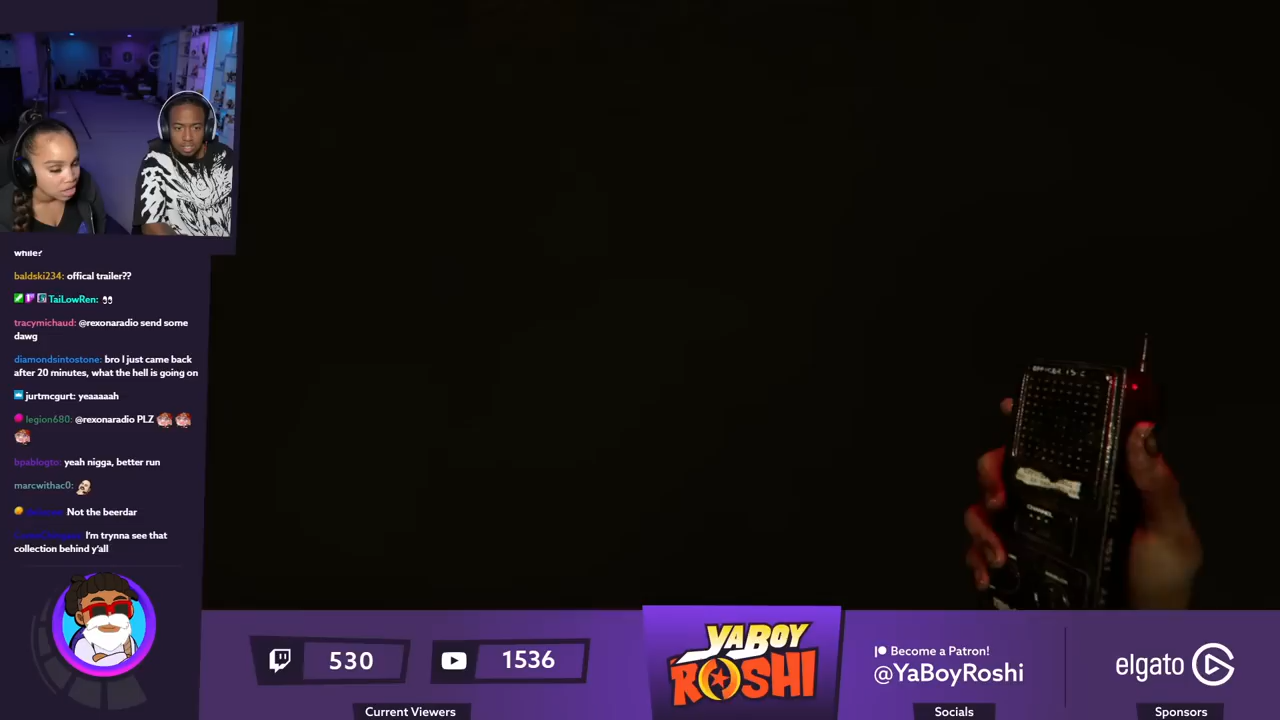 while?
baldski234: offical trailer??
TaiLowRen:
tracymichaud: @rexonaradio send some
dawg
diamondsintostone: bro I just came back
after 20 minutes, what the hell is going on
jurtmcgurt: yeaaaaah
legion680: @rexonaradio PLZ
bpablogto: yeah nigga, better run
marcwithac0:
Not the beerdar
I'm trynna see that
collection behind y'all
CHANNEL
530
1536
Current Viewers
YABOY
ROSHI
Become a Patron!
@YaBoyRoshi
Socials
elgato
Sponsors